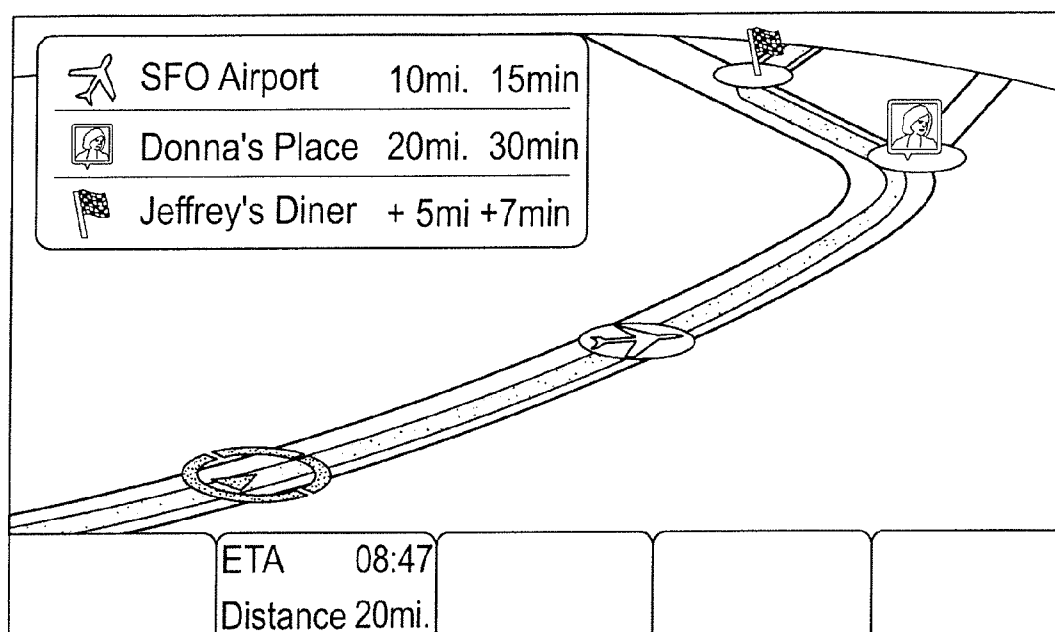 SFO Airport 10mi. 15min
Donna's Place 20mi. 30min
Jeffrey's Diner + 5mi +7min
ETA 08:47
Distance 20mi.